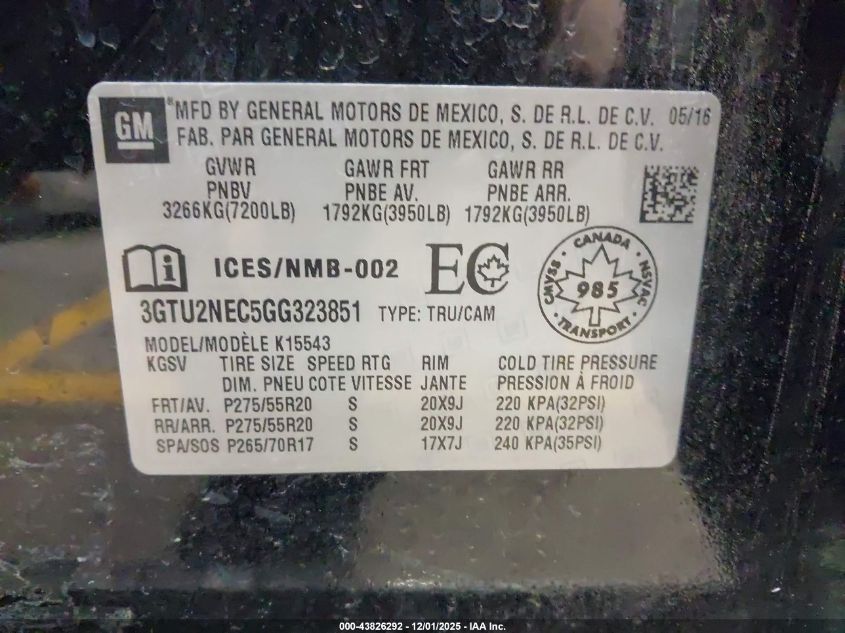 GM
*MFD BY GENERAL MOTORS DE MEXICO, S. DE R.L. DE C.V. 05/16
FAB. PAR GENERAL MOTORS DE MEXICO, S. DE R.L. DE C.V.
GVWR GAWR FRT GAWR RR
PNBV PNBE AV. PNBE ARR.
3266KG(7200LB) 1792KG(3950LB) 1792KG(3950LB)
i ICES/NMB-002 EC
CANADA
CMVSS 985 NSVAC
TRANSPORT
3GTU2NEC5GG323851 TYPE: TRU/CAM
MODEL/MODÈLE K15543
KGSV TIRE SIZE SPEED RTG RIM COLD TIRE PRESSURE
DIM. PNEU COTE VITESSE JANTE PRESSION À FROID
FRT/AV. P275/55R20 S 20X9J 220 KPA(32PSI)
RR/ARR. P275/55R20 S 20X9J 220 KPA(32PSI)
SPA/SOS P265/70R17 S 17X7J 240 KPA(35PSI)
000-43826292 - 12/01/2025 - IAA Inc.